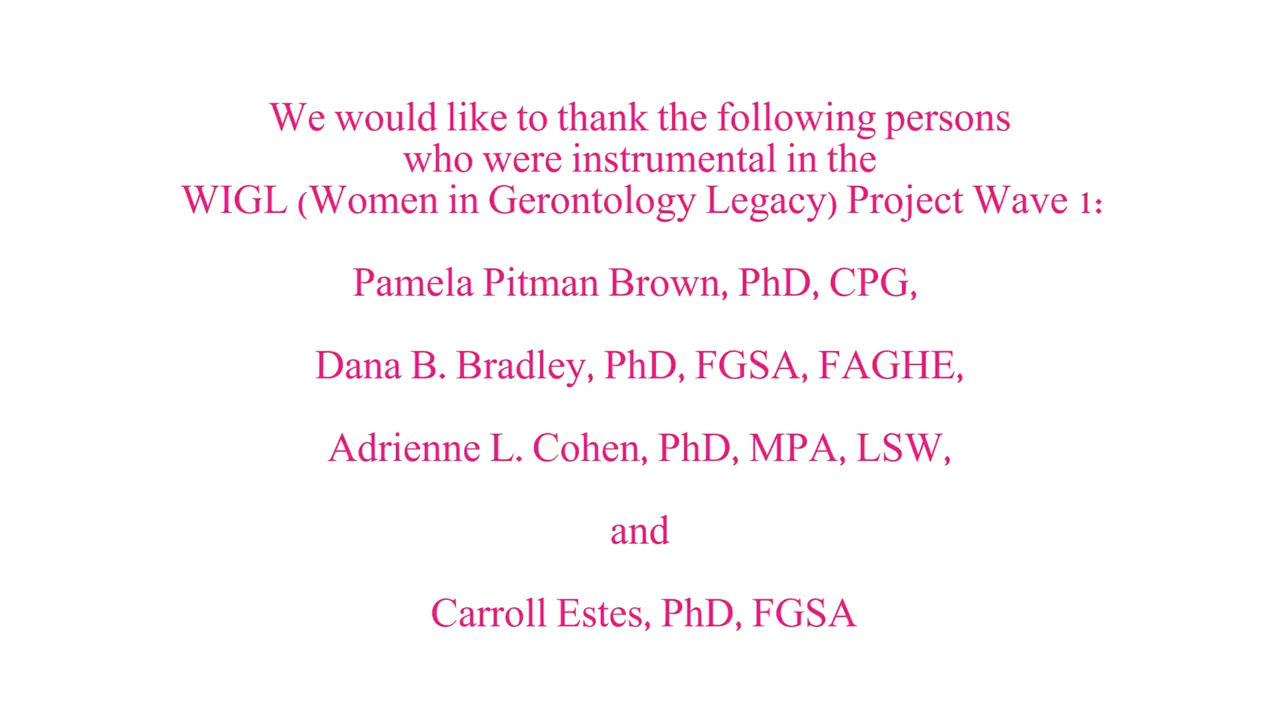 We would like to thank the following persons
who were instrumental in the
WIGL (Women in Gerontology Legacy) Project Wave 1:
Pamela Pitman Brown, PhD, CPG,
Dana B. Bradley, PhD, FGSA, FAGHE,
Adrienne L. Cohen, PhD, MPA, LSW,
and
Carroll Estes, PhD, FGSA